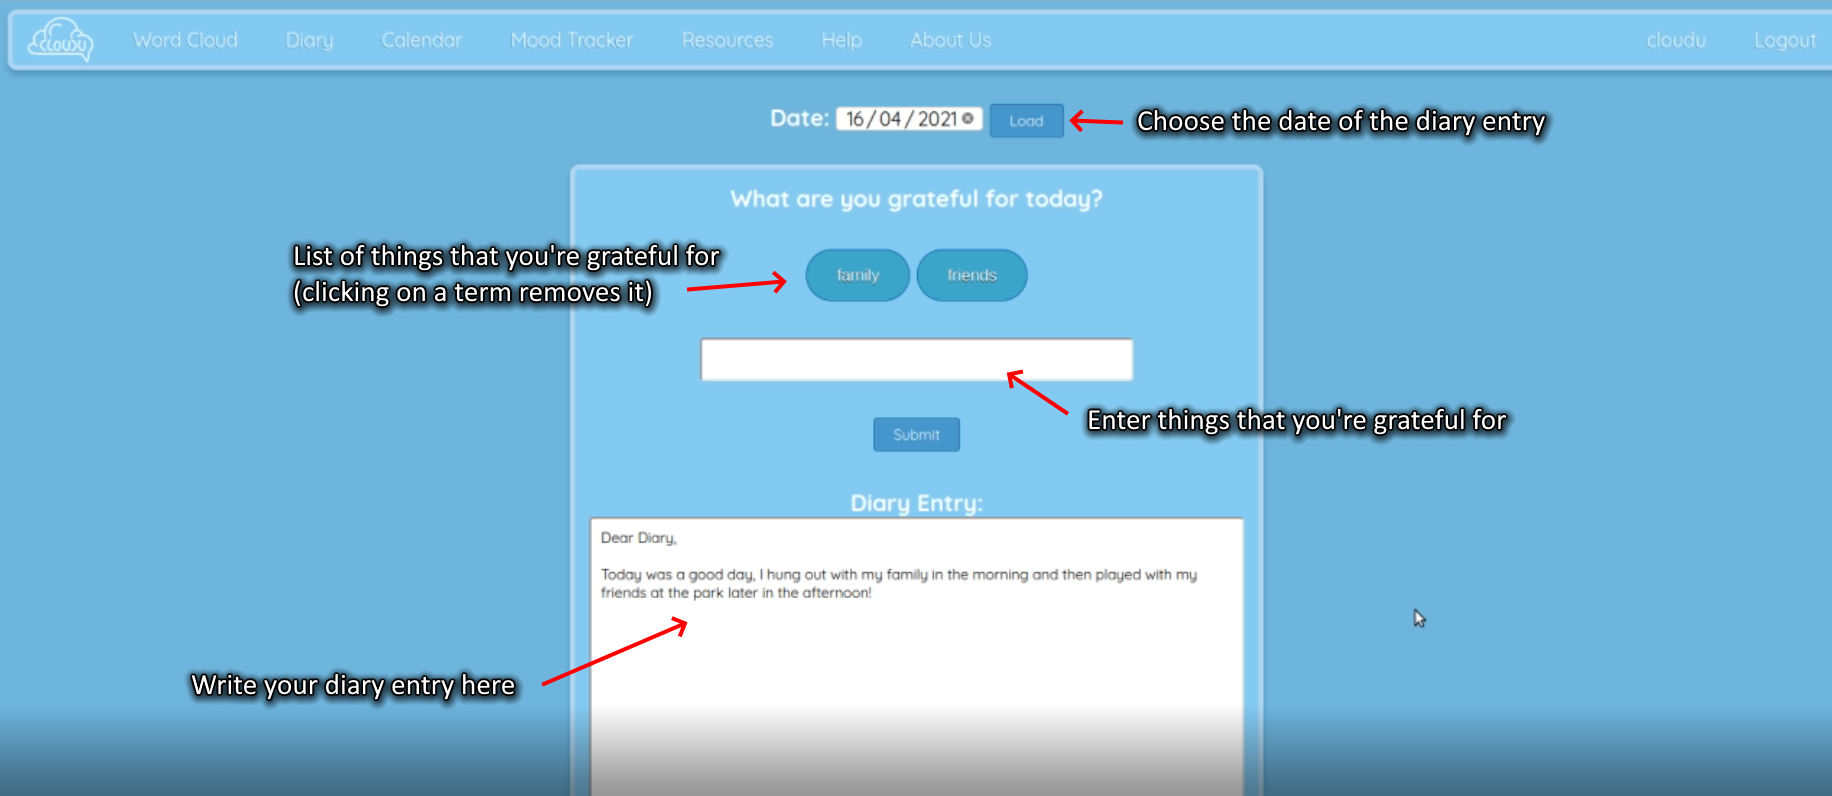 cloudu
Word Cloud Diary Calendar Mood Tracker Resources Help About Us cloudu Logout
Date: 16/04/2021 Load
Choose the date of the diary entry
What are you grateful for today?
List of things that you're grateful for
(clicking on a term removes it)
family friends
Enter things that you're grateful for
Submit
Diary Entry:
Dear Diary,
Today was a good day, I hung out with my family in the morning and then played with my
friends at the park later in the afternoon!
Write your diary entry here